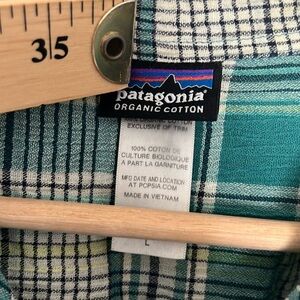 35
patagonia
ORGANIC COTTON
EXCLUSIVE OF TRIM
100% COTON DE
CULTURE BIOLOGIQUE
A PART LA GARNITURE
MFD DATE AND LOCATION
AT PCPSIA.COM
MADE IN VIETNAM
L